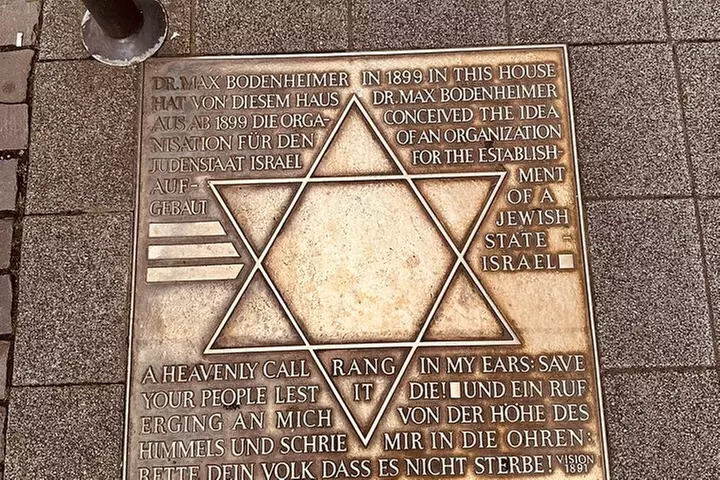 DR. MAX BODENHEIMER
HAT VON DIESEM HAUS
AUS AB 1899 DIE ORGA-
NISATION FÜR DEN
JUDENSTAAT ISRAEL
AUF-
GEBAUT
IN 1899 IN THIS HOUSE
DR. MAX BODENHEIMER
CONCEIVED THE IDEA
OF AN ORGANIZATION
FOR THE ESTABLISH-
MENT
OF A
JEWISH
STATE -
ISRAEL
A HEAVENLY CALL RANG IN MY EARS: SAVE
YOUR PEOPLE LEST IT DIE! UND EIN RUF
ERGING AN MICH VON DER HÖHE DES
HIMMELS UND SCHRIE MIR IN DIE OHREN:
RETTE DEIN VOLK DASS ES NICHT STERBE! VISION
1891